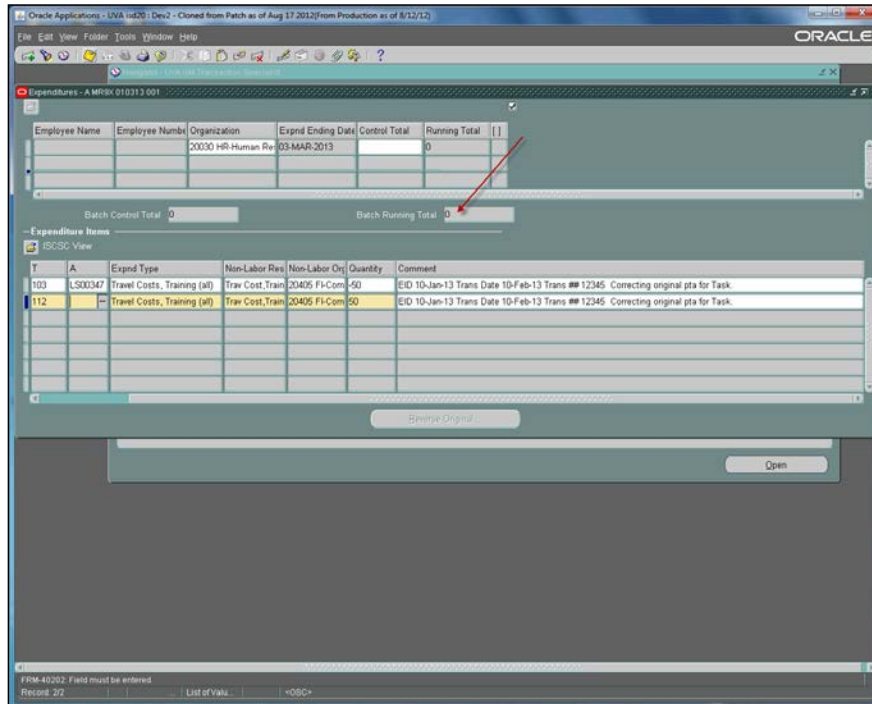 Oracle Applications - UVA isd20 : Dev2 - Cloned from Patch as of Aug 17 2012(From Production as of 8/12/12)
File Edit View Folder Tools Window Help
ORACLE
Expenditures - A MR9X 010313 001
Employee Name Employee Numbe Organization Expnd Ending Date Control Total Running Total [ ]
20030 HR-Human Re 03-MAR-2013 0
Batch Control Total 0 Batch Running Total 0
Expenditure Items
ISCSC View
T A Expnd Type Non-Labor Res Non-Labor Org Quantity Comment
103 LS00347 Travel Costs, Training (all) Trav Cost,Train 20405 FI-Com -50 EID 10-Jan-13 Trans Date 10-Feb-13 Trans ## 12345 Correcting original pta for Task.
112 Travel Costs, Training (all) Trav Cost,Train 20405 FI-Com 50 EID 10-Jan-13 Trans Date 10-Feb-13 Trans ## 12345 Correcting original pta for Task.
Reverse Original...
Open
FRM-40202: Field must be entered.
Record: 2/2 ... List of Valu... <OSC>